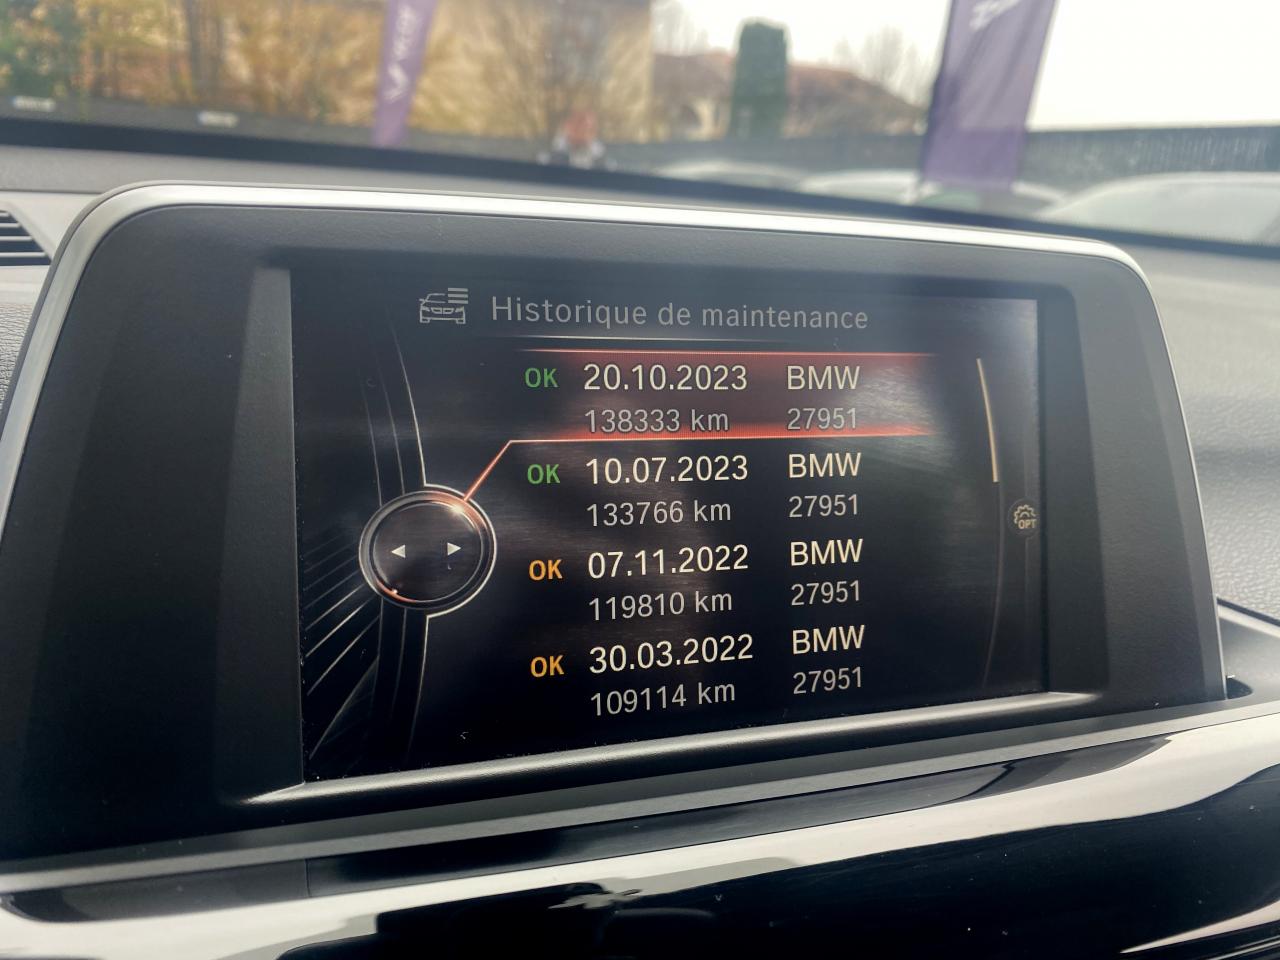 Historique de maintenance
OK 20.10.2023 BMW
138333 km 27951
OK 10.07.2023 BMW
133766 km 27951
OK 07.11.2022 BMW
119810 km 27951
OK 30.03.2022 BMW
109114 km 27951
OPT